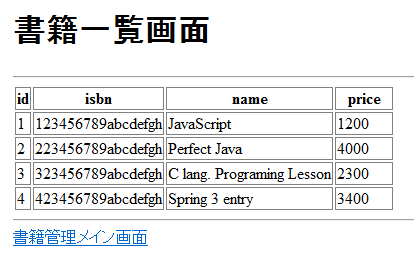 書籍一覧画面
id isbn name price
1 123456789abcdefgh JavaScript 1200
2 223456789abcdefgh Perfect Java 4000
3 323456789abcdefgh C lang. Programing Lesson 2300
4 423456789abcdefgh Spring 3 entry 3400
書籍管理メイン画面